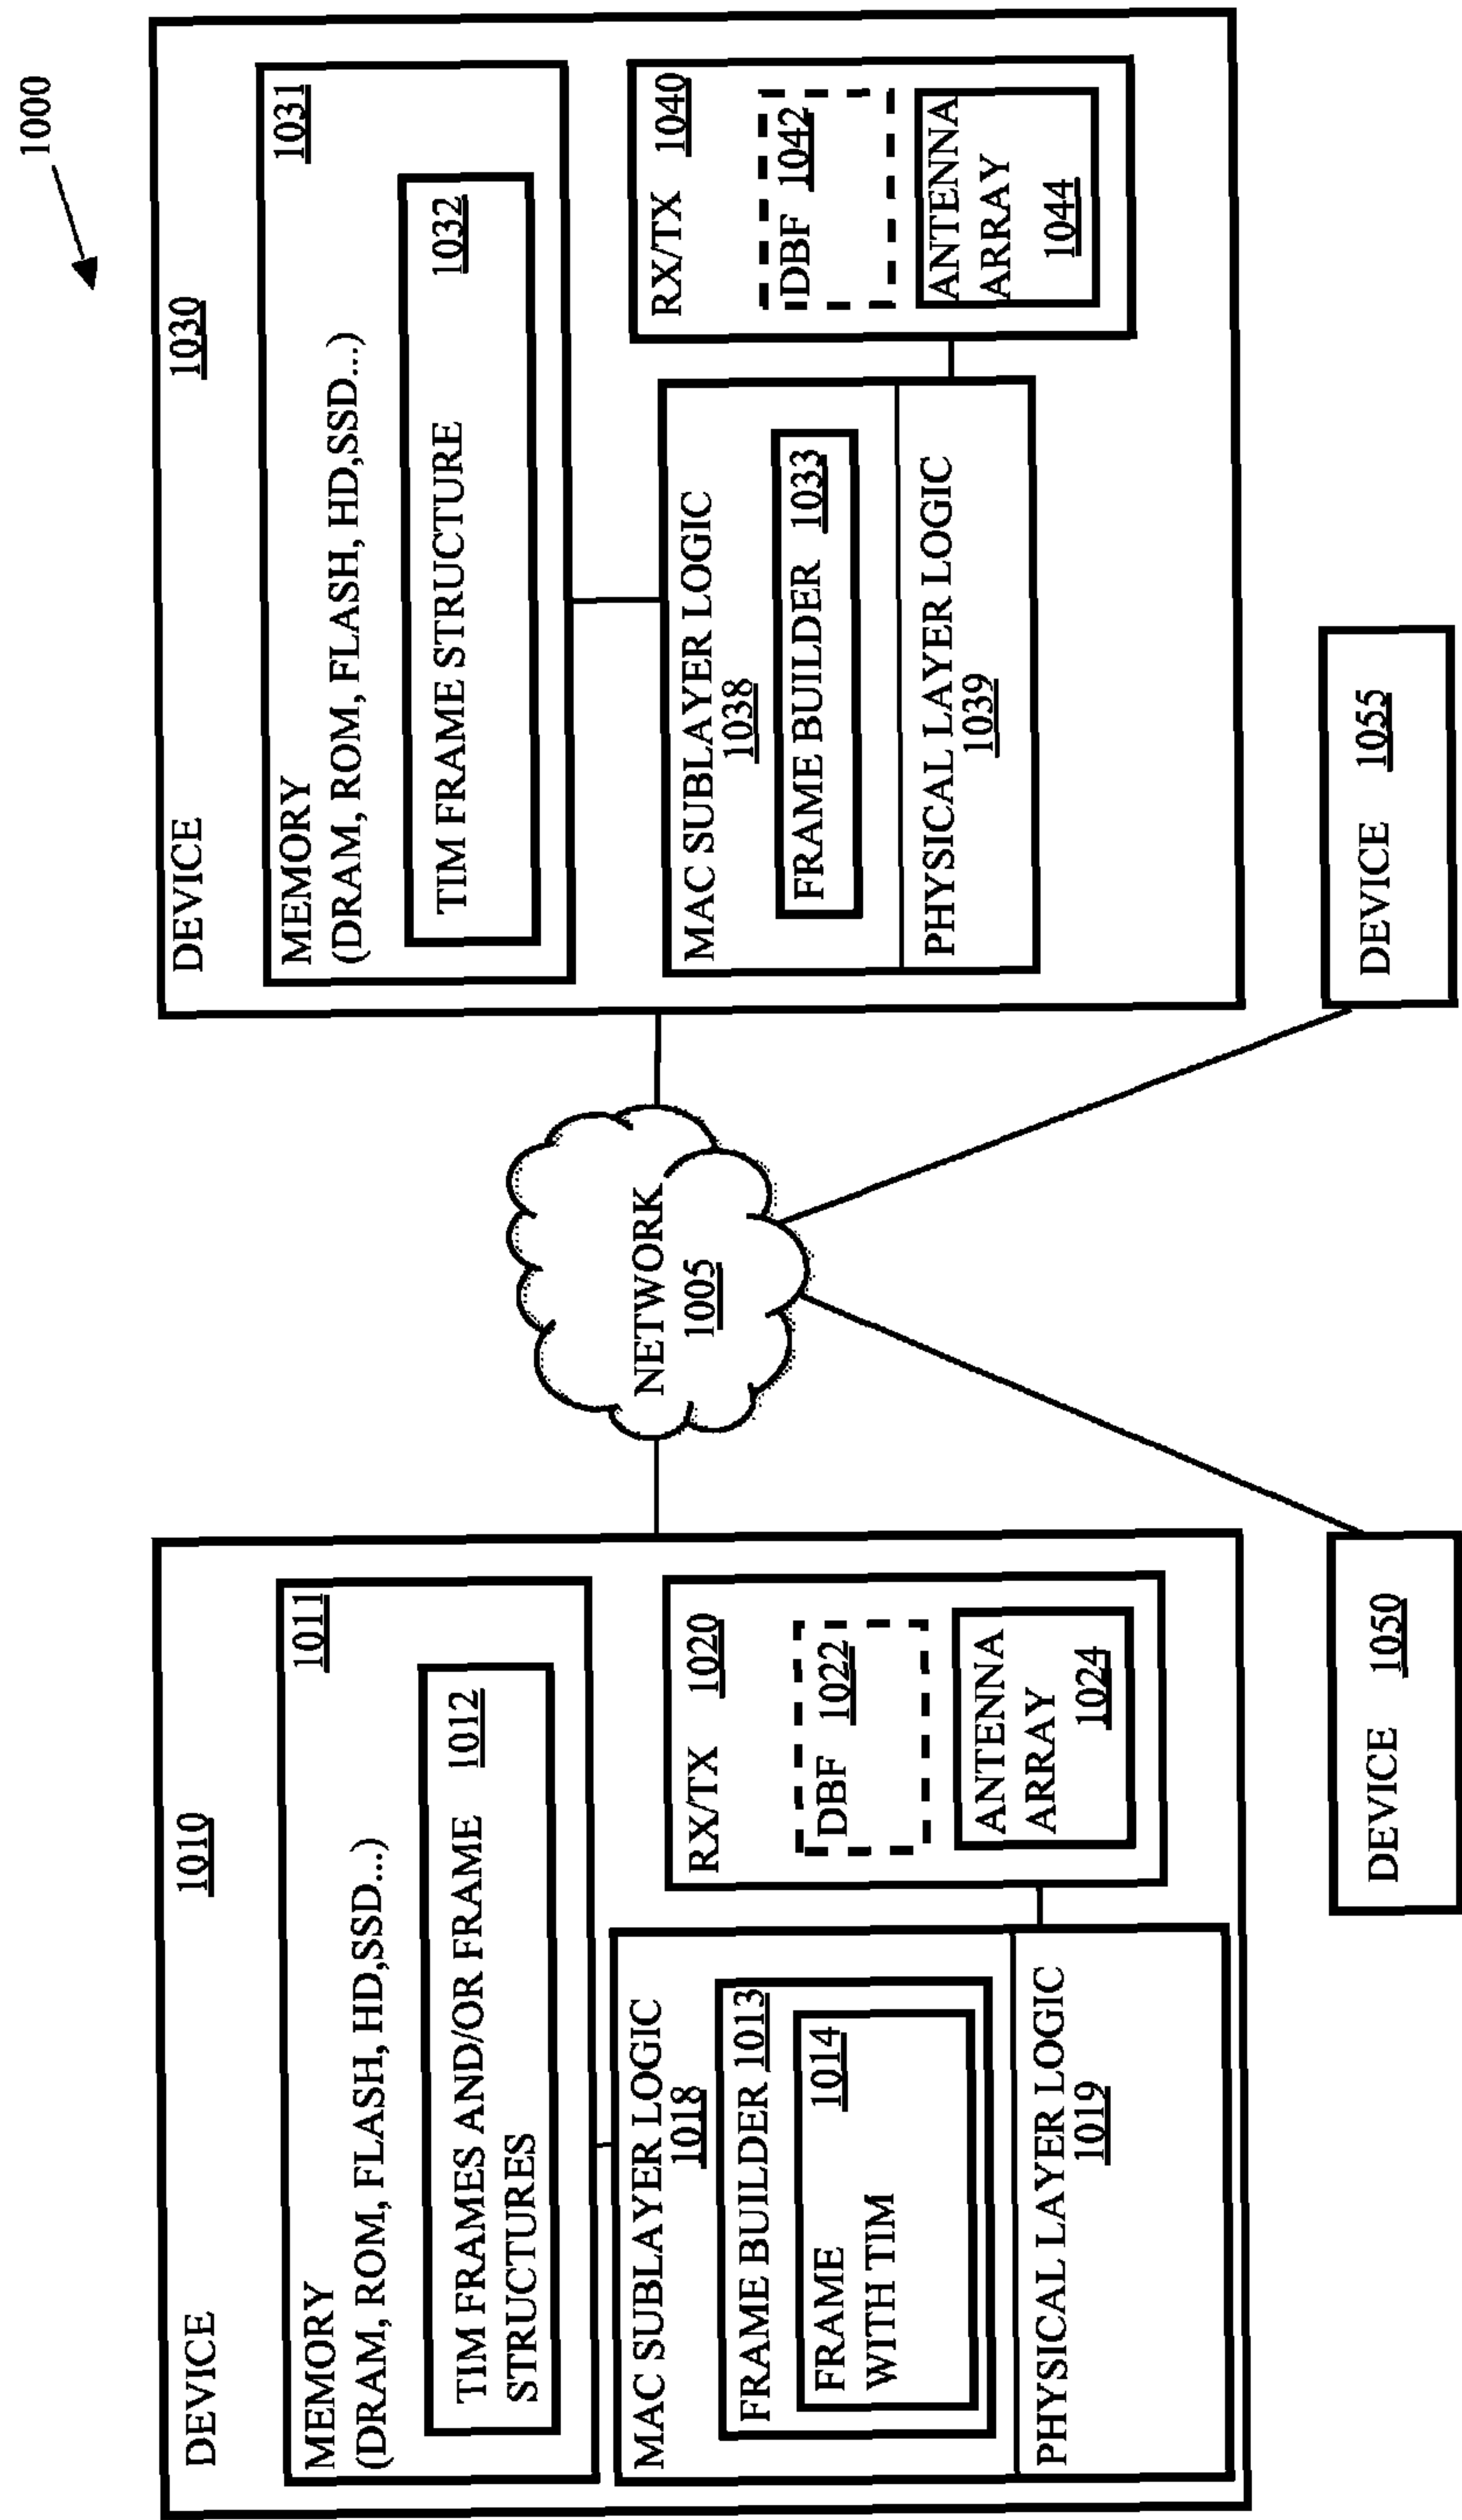 1000
DEVICE 1010
MEMORY 1011
(DRAM, ROM, FLASH, HD,SSD...)
TIM FRAMES AND/OR FRAME 1012
STRUCTURES
MAC SUBLAYER LOGIC
1018
FRAME BUILDER 1013
FRAME 1014
WITH TIM
PHYSICAL LAYER LOGIC
1019
RX/TX 1020
DBF 1022
ANTENNA
ARRAY
1024
NETWORK
1005
DEVICE 1030
MEMORY 1031
(DRAM, ROM, FLASH, HD,SSD...)
TIM FRAME STRUCTURE 1032
MAC SUBLAYER LOGIC
1038
FRAME BUILDER 1033
PHYSICAL LAYER LOGIC
1039
RX/TX 1040
DBF 1042
ANTENNA
ARRAY
1044
DEVICE 1050
DEVICE 1055